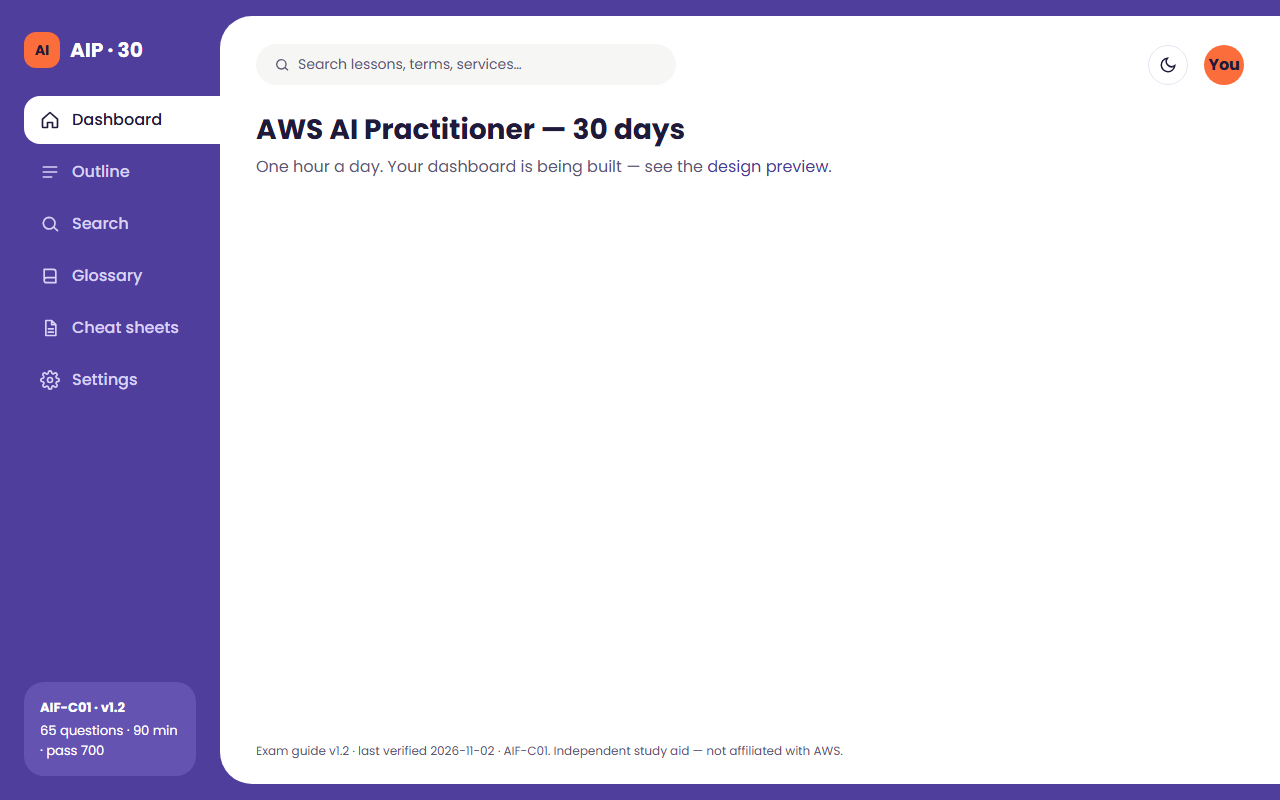 AI
AIP · 30
Dashboard
Outline
Search
Glossary
Cheat sheets
Settings
AIF-C01 · v1.2
65 questions · 90 min
· pass 700
Search lessons, terms, services…
You
AWS AI Practitioner — 30 days
One hour a day. Your dashboard is being built — see the design preview.
Exam guide v1.2 · last verified 2026-11-02 · AIF-C01. Independent study aid — not affiliated with AWS.